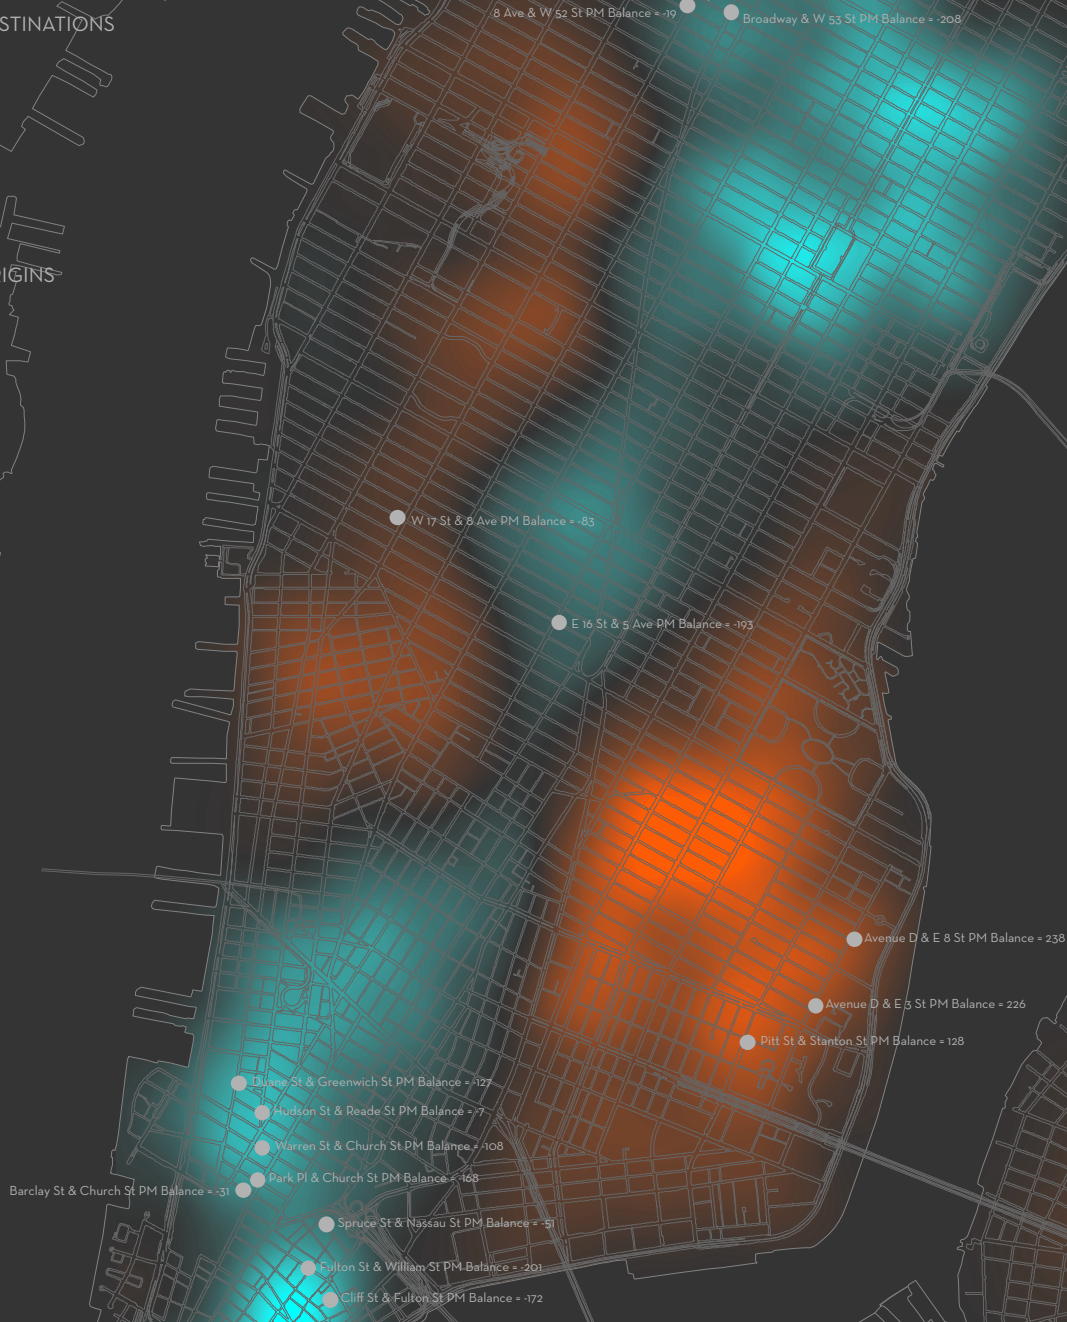 8 Ave & W 52 St PM Balance = -19
Broadway & W 53 St PM Balance = -208
STINATIONS
IGINS
W 17 St & 8 Ave PM Balance = -83
E 16 St & 5 Ave PM Balance = -193
Avenue D & E 8 St PM Balance = 238
Avenue D & E 3 St PM Balance = 226
Pitt St & Stanton St PM Balance = 128
Duane St & Greenwich St PM Balance = -127
Hudson St & Reade St PM Balance = -7
Warren St & Church St PM Balance = -108
Park Pl & Church St PM Balance = -168
Barclay St & Church St PM Balance = -31
Spruce St & Nassau St PM Balance = -51
Fulton St & William St PM Balance = -201
Cliff St & Fulton St PM Balance = -172